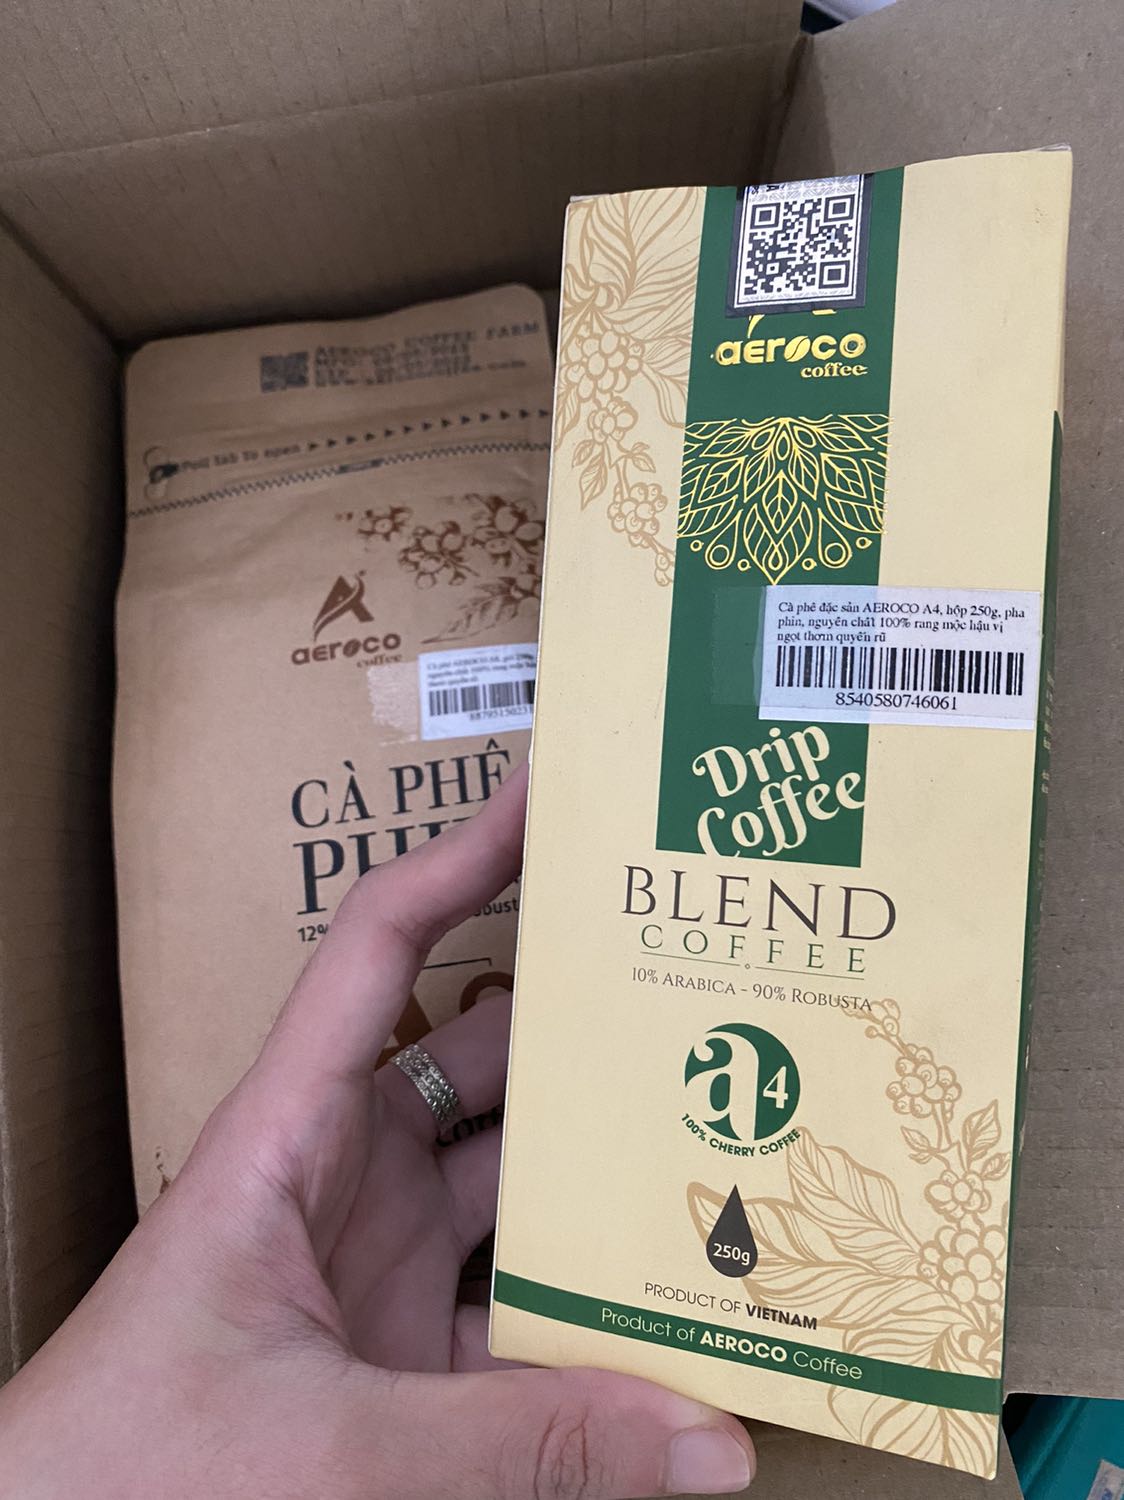 AEROCO COFFEE FARM
Pull tab To open
aeroco
coffee
CÀ PHÊ
12%
aeroco
coffee
Cà phê đặc sản AEROCO A4, hộp 250g, pha
phin, nguyên chất 100% rang mộc hậu vị
ngọt thơm quyến rũ
8540580746061
Drip
Coffee
BLEND
COFFEE
10% ARABICA - 90% ROBUSTA
a4
100% CHERRY COFFEE
250g
PRODUCT OF VIETNAM
Product of AEROCO Coffee